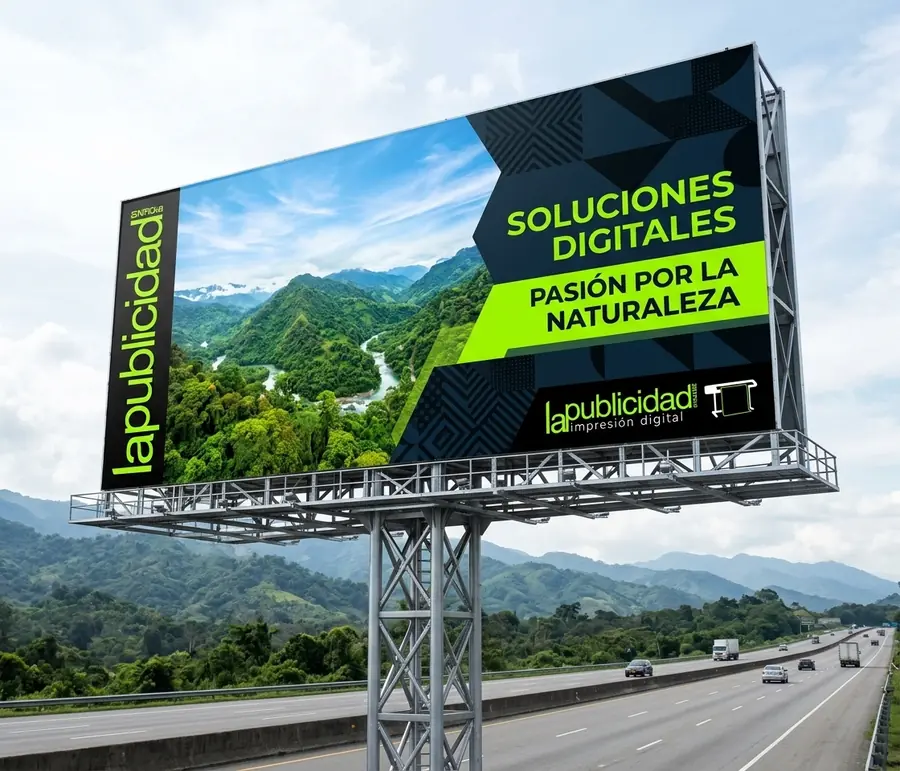 lapublicidad
SOLUCIONES
DIGITALES
PASIÓN POR LA
NATURALEZA
lapublicidad
impresión digital